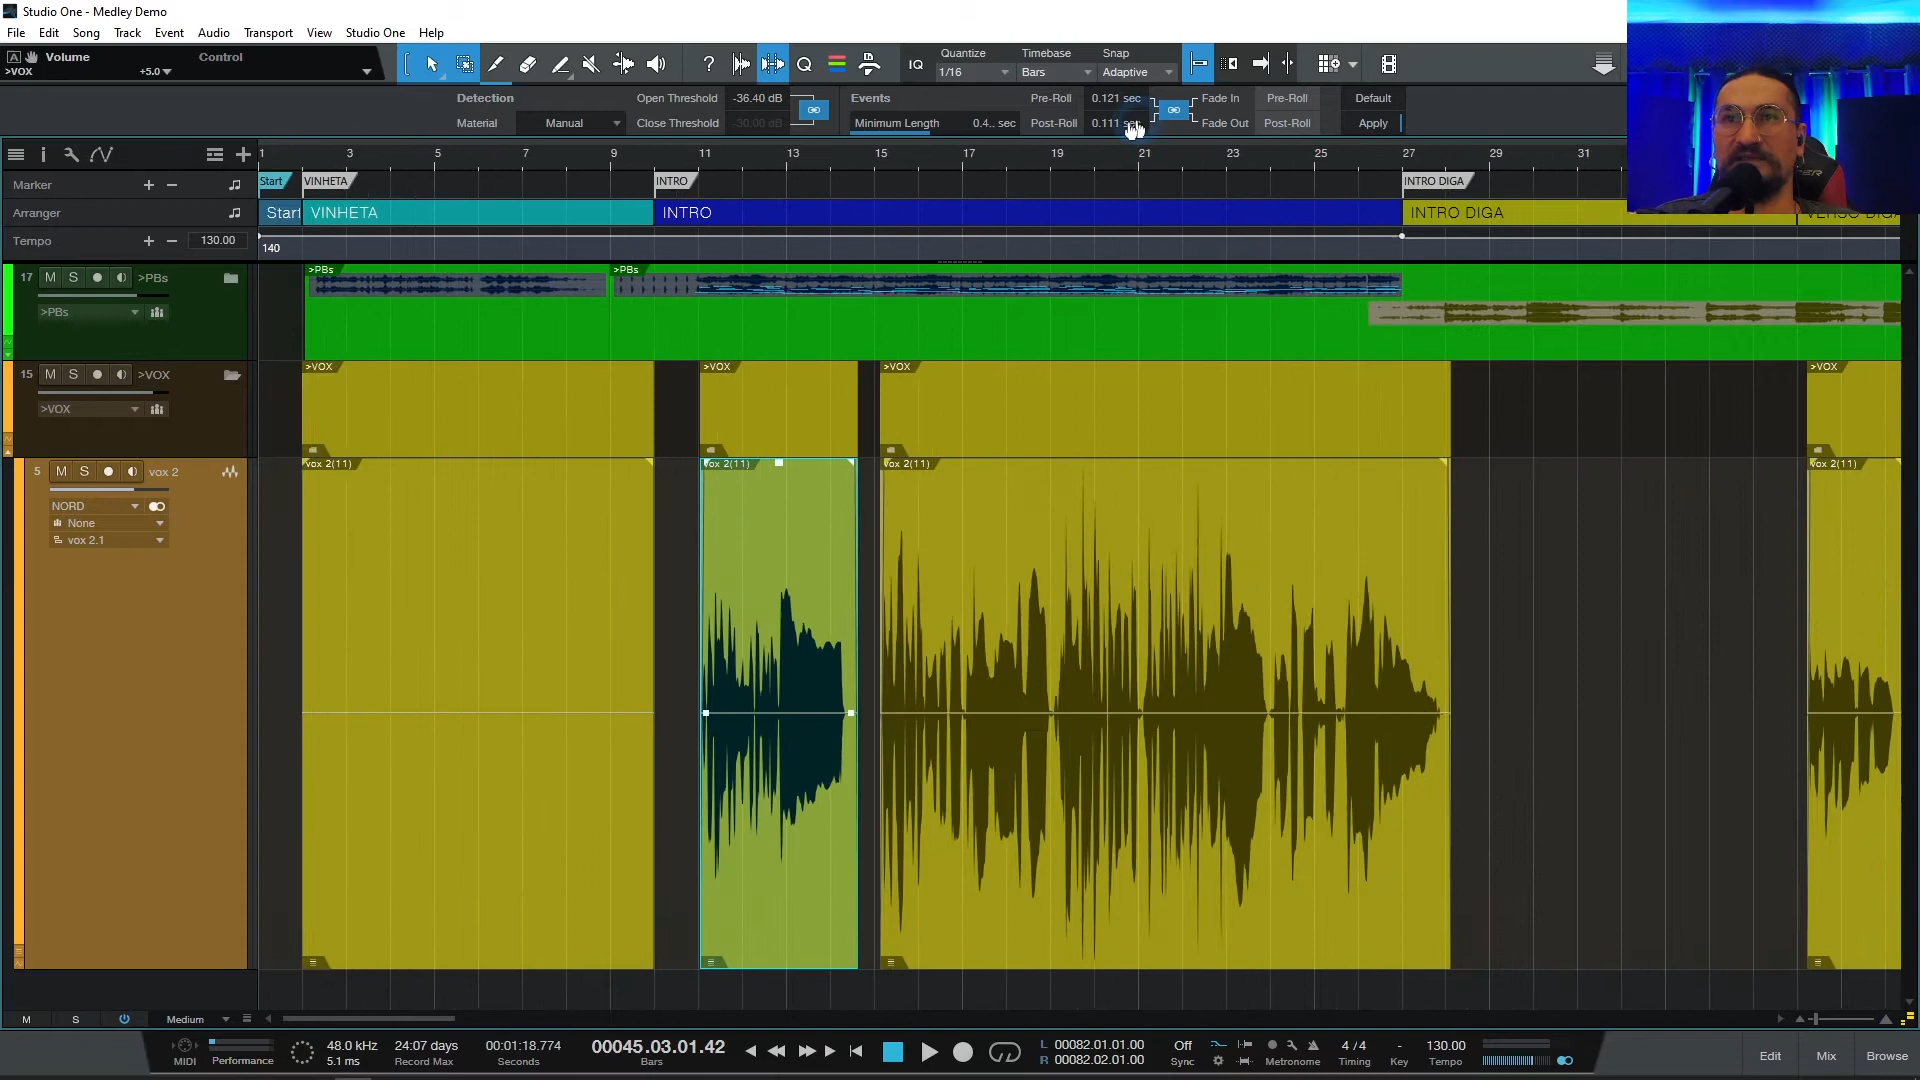 Studio One - Medley Demo
File Edit Song Track Event Audio Transport View Studio One Help
A Volume Control
>VOX +5.0
? Q IQ
Quantize Timebase Snap
1/16 Bars Adaptive
Detection Open Threshold -36.40 dB Events Pre-Roll 0.121 sec Fade In Pre-Roll Default
Material Manual Close Threshold -30.00 dB Minimum Length 0.4.. sec Post-Roll 0.111 sec Fade Out Post-Roll Apply
1 3 5 7 9 11 13 15 17 19 21 23 25 27 29 31
Marker + - Start VINHETA INTRO INTRO DIGA
Arranger Start VINHETA INTRO INTRO DIGA VERSO DIGA
Tempo + - 130.00 140
17 M S >PBs >PBs >PBs
>PBs
15 M S >VOX >VOX >VOX >VOX >VOX
>VOX
5 M S vox 2 vox 2(11) vox 2(11) vox 2(11) vox 2(11)
NORD
None
vox 2.1
M S Medium
48.0 kHz 24:07 days 00:01:18.774 00045.03.01.42 L 00082.01.01.00 Off 4 / 4 - 130.00
MIDI Performance 5.1 ms Record Max Seconds Bars R 00082.02.01.00 Sync Metronome Timing Key Tempo Edit Mix Browse